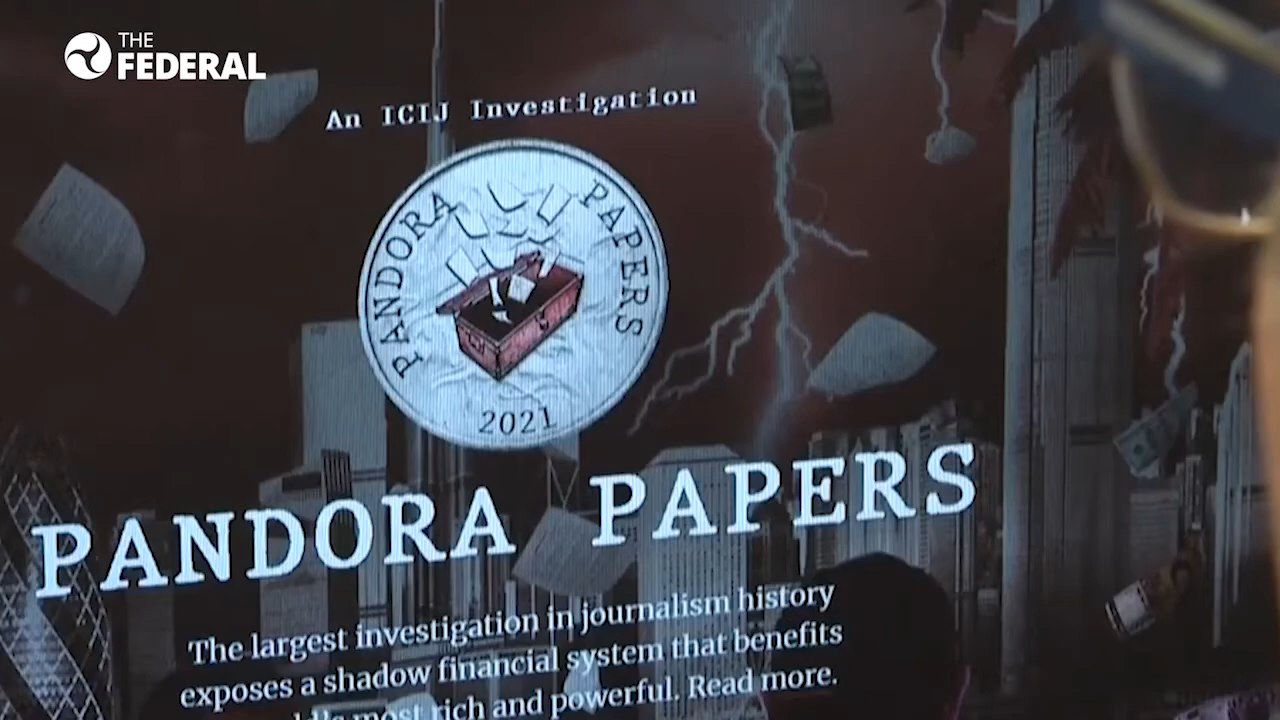 THE
FEDERAL
An ICIJ Investigation
PANDORA PAPERS
2021
PANDORA PAPERS
The largest investigation in journalism history
exposes a shadow financial system that benefits
most rich and powerful. Read more.